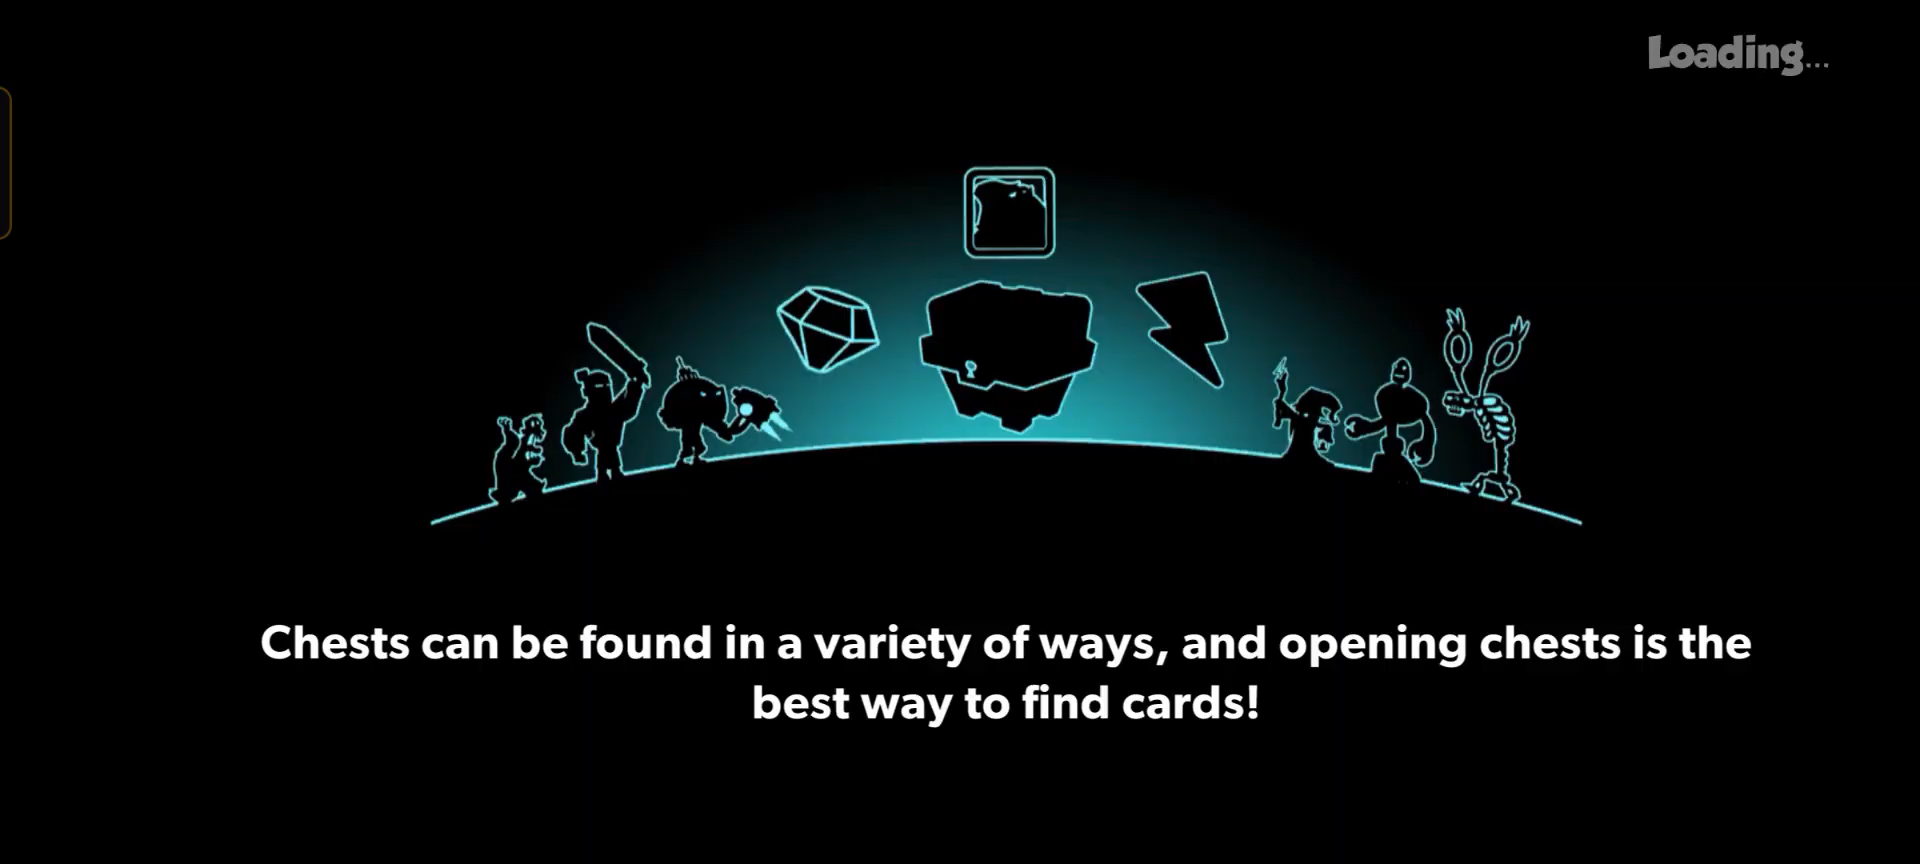 Loading...
Chests can be found in a variety of ways, and opening chests is the
best way to find cards!